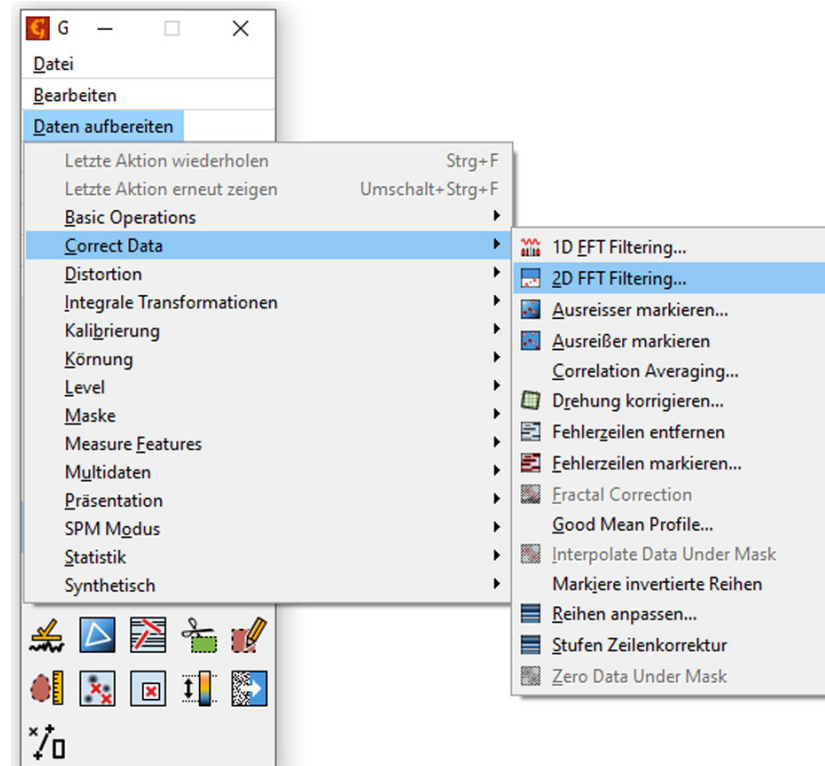 G
Datei
Bearbeiten
Daten aufbereiten
Letzte Aktion wiederholen Strg+F
Letzte Aktion erneut zeigen Umschalt+Strg+F
Basic Operations
Correct Data
Distortion
Integrale Transformationen
Kalibrierung
Körnung
Level
Maske
Measure Features
Multidaten
Präsentation
SPM Modus
Statistik
Synthetisch
1D FFT Filtering...
2D FFT Filtering...
Ausreisser markieren...
Ausreißer markieren
Correlation Averaging...
Drehung korrigieren...
Fehlerzeilen entfernen
Fehlerzeilen markieren...
Fractal Correction
Good Mean Profile...
Interpolate Data Under Mask
Markiere invertierte Reihen
Reihen anpassen...
Stufen Zeilenkorrektur
Zero Data Under Mask